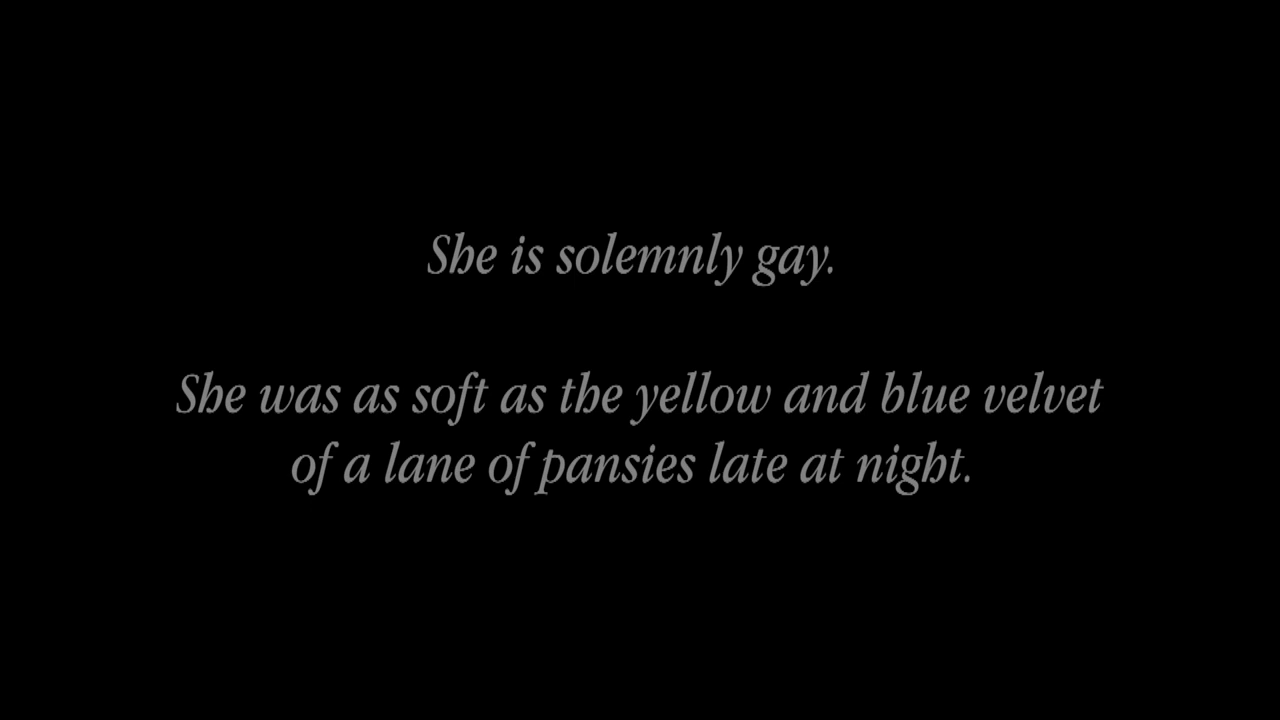 She is solemnly gay.
She was as soft as the yellow and blue velvet
of a lane of pansies late at night.